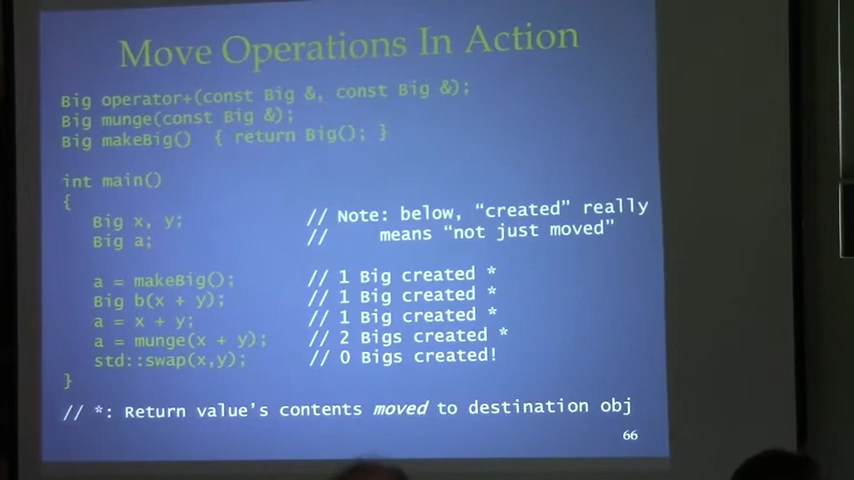 Move Operations In Action
Big operator+(const Big &, const Big &);
Big munge(const Big &);
Big makeBig() { return Big(); }
int main()
{
Big x, y; // Note: below, “created” really
Big a; // means “not just moved”
a = makeBig(); // 1 Big created *
Big b(x + y); // 1 Big created *
a = x + y; // 1 Big created *
a = munge(x + y); // 2 Bigs created *
std::swap(x,y); // 0 Bigs created!
}
// *: Return value’s contents moved to destination obj
66